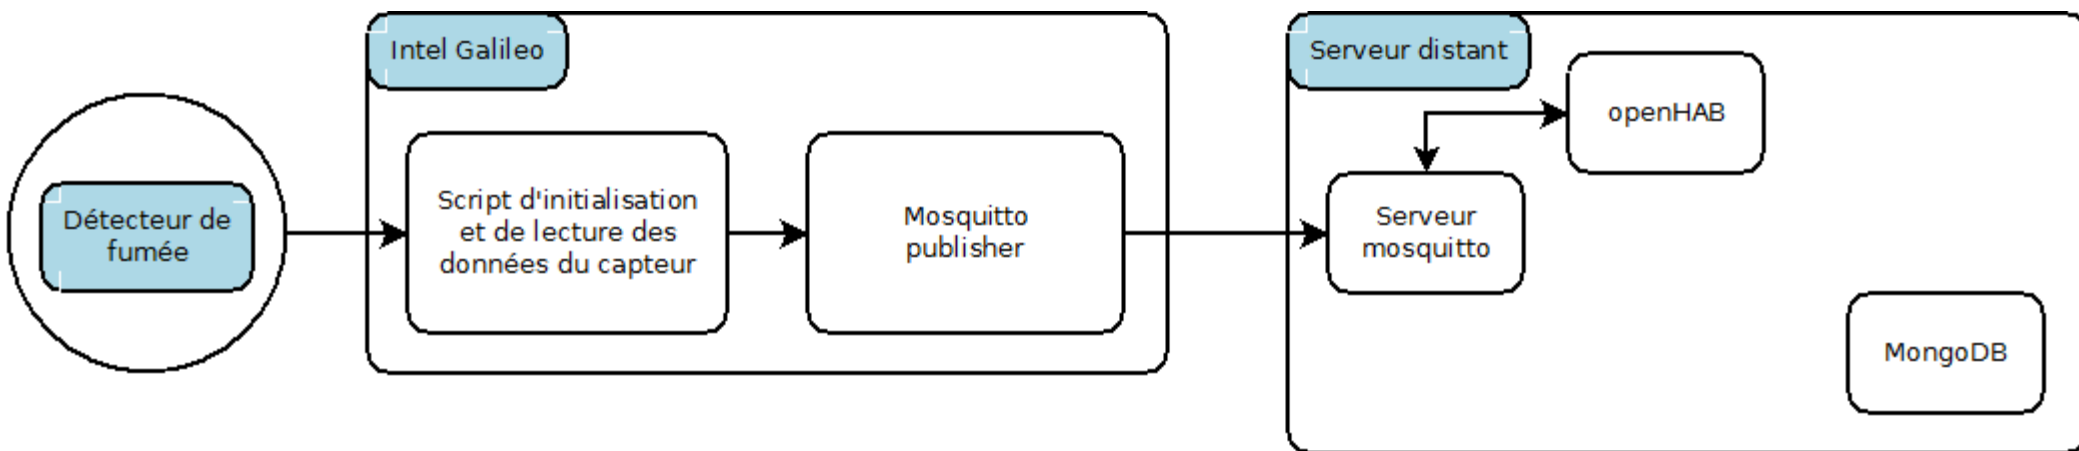 Intel Galileo
Serveur distant
openHAB
Détecteur de
fumée
Script d'initialisation
et de lecture des
données du capteur
Mosquitto
publisher
Serveur
mosquitto
MongoDB